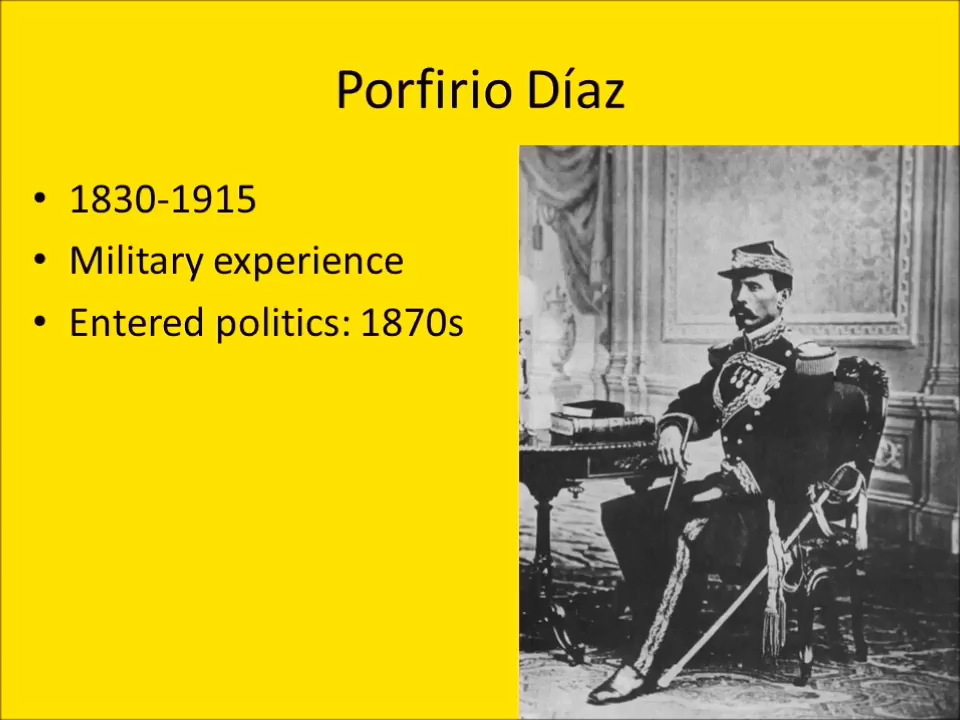 Porfirio Díaz
• 1830-1915
• Military experience
• Entered politics: 1870s